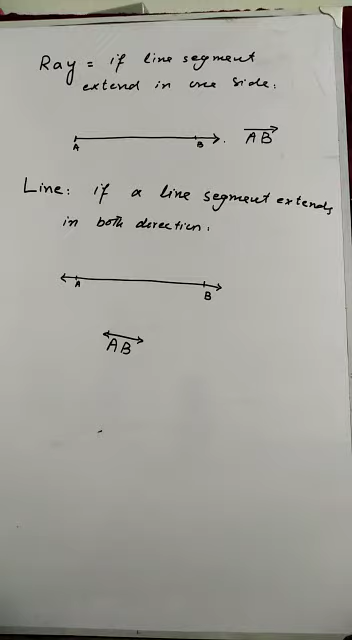 Ray = if line segment
extend in one side.
A B AB
Line: if a line segment extends
in both direction.
A B
AB